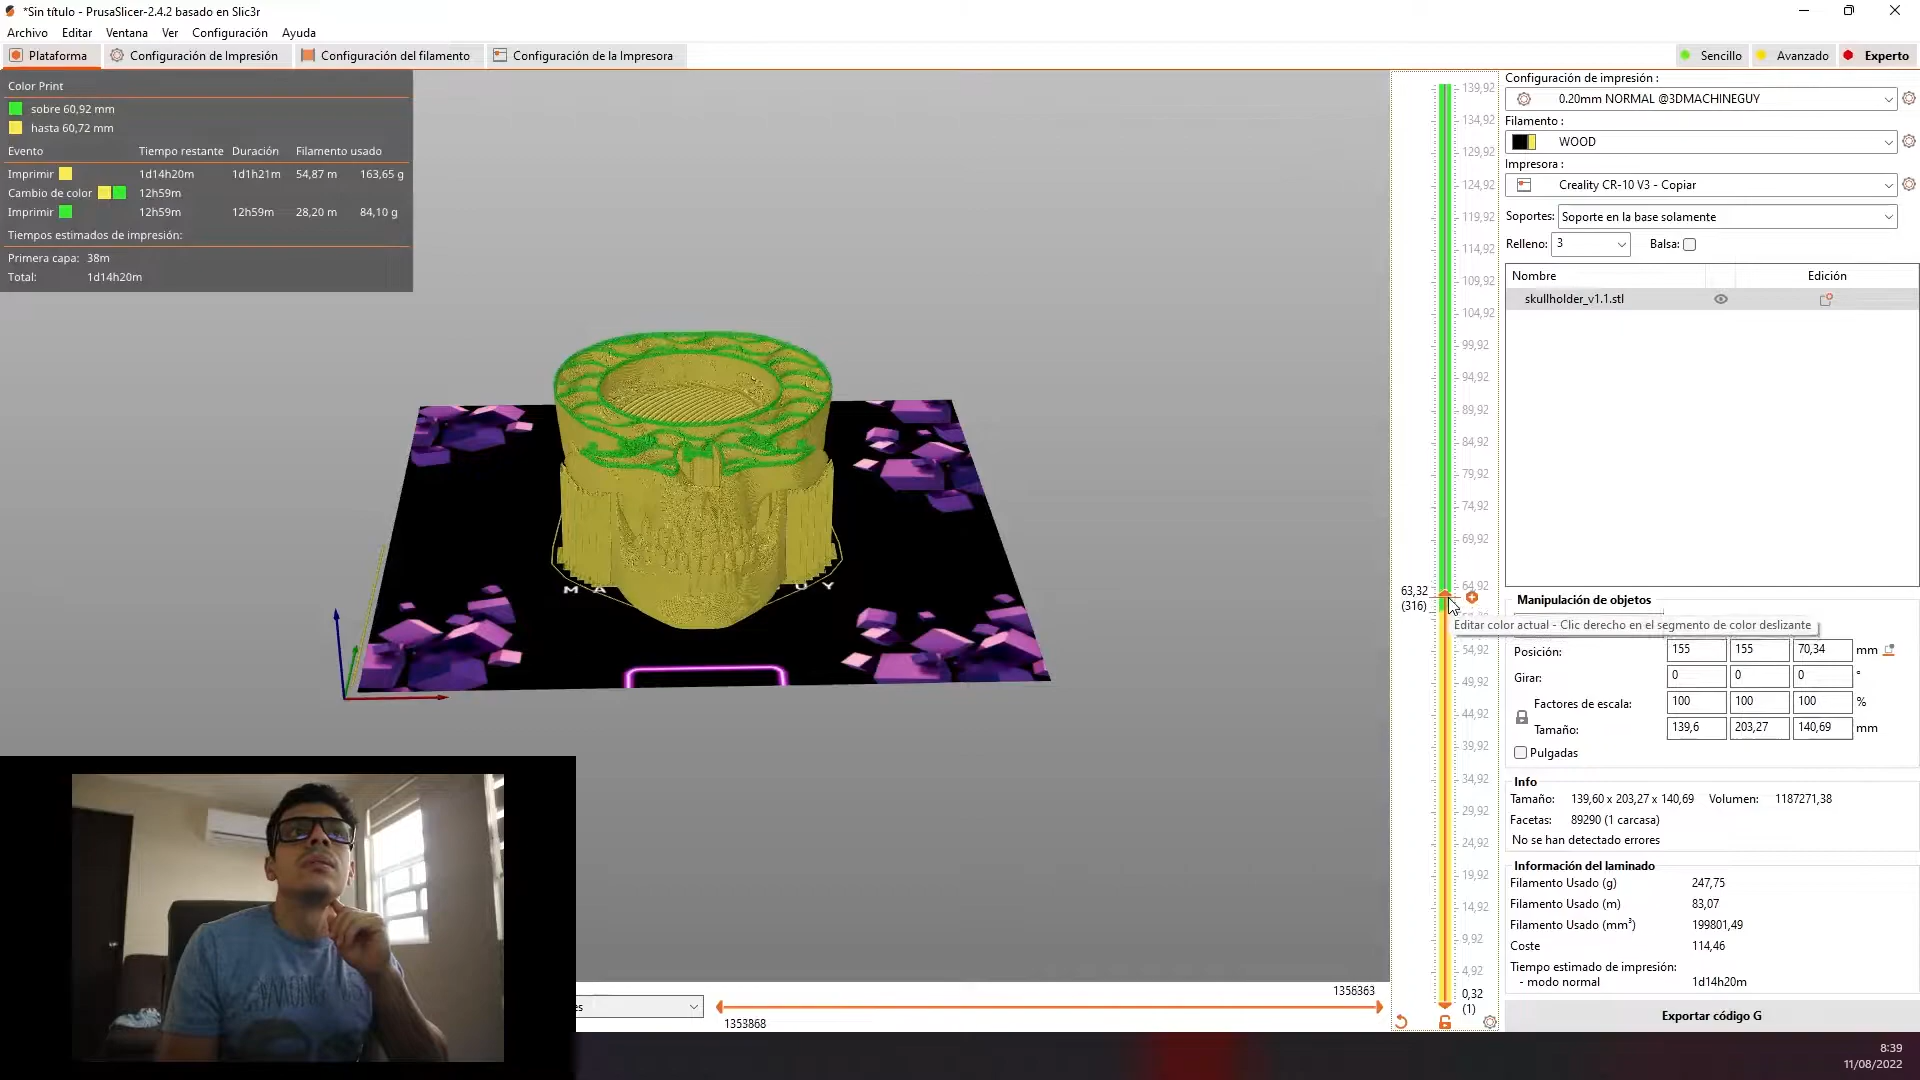 *Sin título - PrusaSlicer-2.4.2 basado en Slic3r
Archivo Editar Ventana Ver Configuración Ayuda
Plataforma Configuración de Impresión Configuración del filamento Configuración de la Impresora Sencillo Avanzado Experto
Color Print
sobre 60,92 mm
hasta 60,72 mm
Evento Tiempo restante Duración Filamento usado
Imprimir 1d14h20m 1d1h21m 54,87 m 163,65 g
Cambio de color 12h59m
Imprimir 12h59m 12h59m 28,20 m 84,10 g
Tiempos estimados de impresión:
Primera capa: 38m
Total: 1d14h20m
M A
U Y
1356363
1353868
139,92
134,92
129,92
124,92
119,92
114,92
109,92
104,92
99,92
94,92
89,92
84,92
79,92
74,92
69,92
64,92
63,32
(316)
54,92
49,92
44,92
39,92
34,92
29,92
24,92
19,92
14,92
9,92
4,92
0,32
(1)
Configuración de impresión :
0.20mm NORMAL @3DMACHINEGUY
Filamento :
WOOD
Impresora :
Creality CR-10 V3 - Copiar
Soportes: Soporte en la base solamente
Relleno: 3 Balsa:
Nombre Edición
skullholder_v1.1.stl
Manipulación de objetos
Editar color actual - Clic derecho en el segmento de color deslizante
Posición: 155 155 70,34 mm
Girar: 0 0 0 °
Factores de escala: 100 100 100 %
Tamaño: 139,6 203,27 140,69 mm
Pulgadas
Info
Tamaño: 139,60 x 203,27 x 140,69 Volumen: 1187271,38
Facetas: 89290 (1 carcasa)
No se han detectado errores
Información del laminado
Filamento Usado (g) 247,75
Filamento Usado (m) 83,07
Filamento Usado (mm³) 199801,49
Coste 114,46
Tiempo estimado de impresión:
- modo normal 1d14h20m
Exportar código G
8:39
11/08/2022